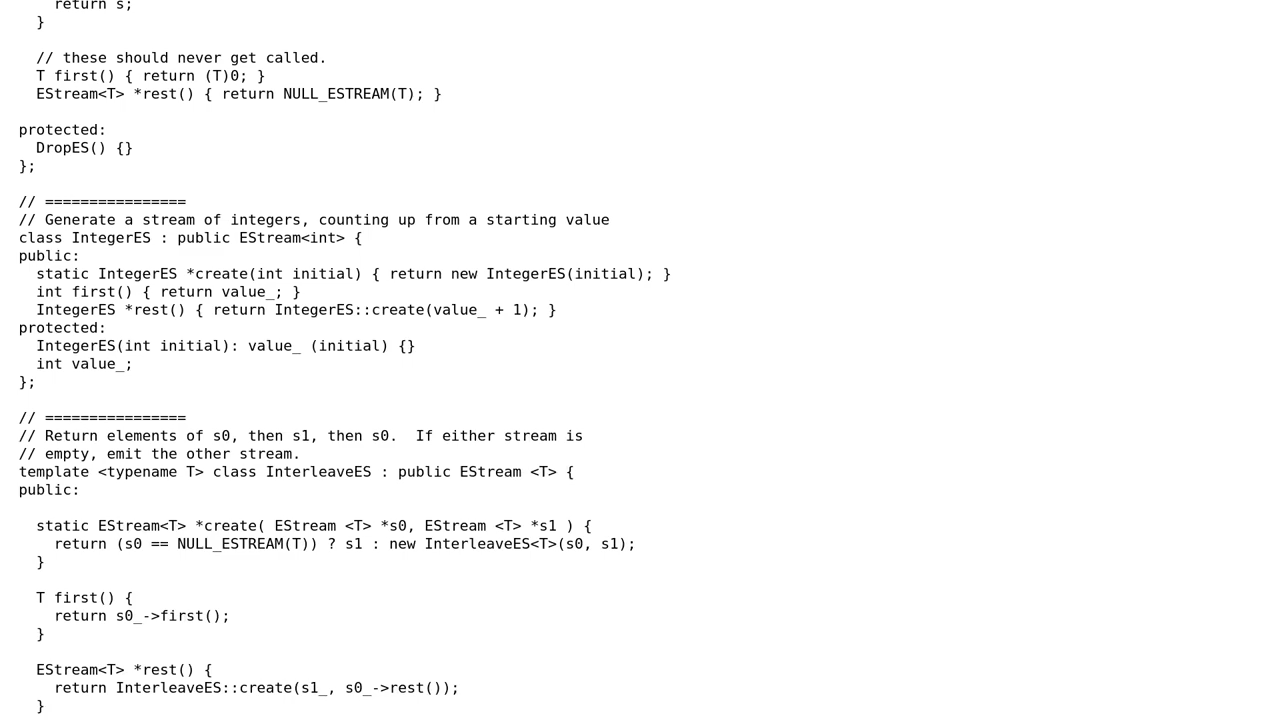 return s;
  }

  // these should never get called.
  T first() { return (T)0; }
  EStream<T> *rest() { return NULL_ESTREAM(T); }

protected:
  DropES() {}
};

// ================
// Generate a stream of integers, counting up from a starting value
class IntegerES : public EStream<int> {
public:
  static IntegerES *create(int initial) { return new IntegerES(initial); }
  int first() { return value_; }
  IntegerES *rest() { return IntegerES::create(value_ + 1); }
protected:
  IntegerES(int initial): value_ (initial) {}
  int value_;
};

// ================
// Return elements of s0, then s1, then s0.  If either stream is
// empty, emit the other stream.
template <typename T> class InterleaveES : public EStream <T> {
public:

  static EStream<T> *create( EStream <T> *s0, EStream <T> *s1 ) {
    return (s0 == NULL_ESTREAM(T)) ? s1 : new InterleaveES<T>(s0, s1);
  }

  T first() {
    return s0_->first();
  }

  EStream<T> *rest() {
    return InterleaveES::create(s1_, s0_->rest());
  }